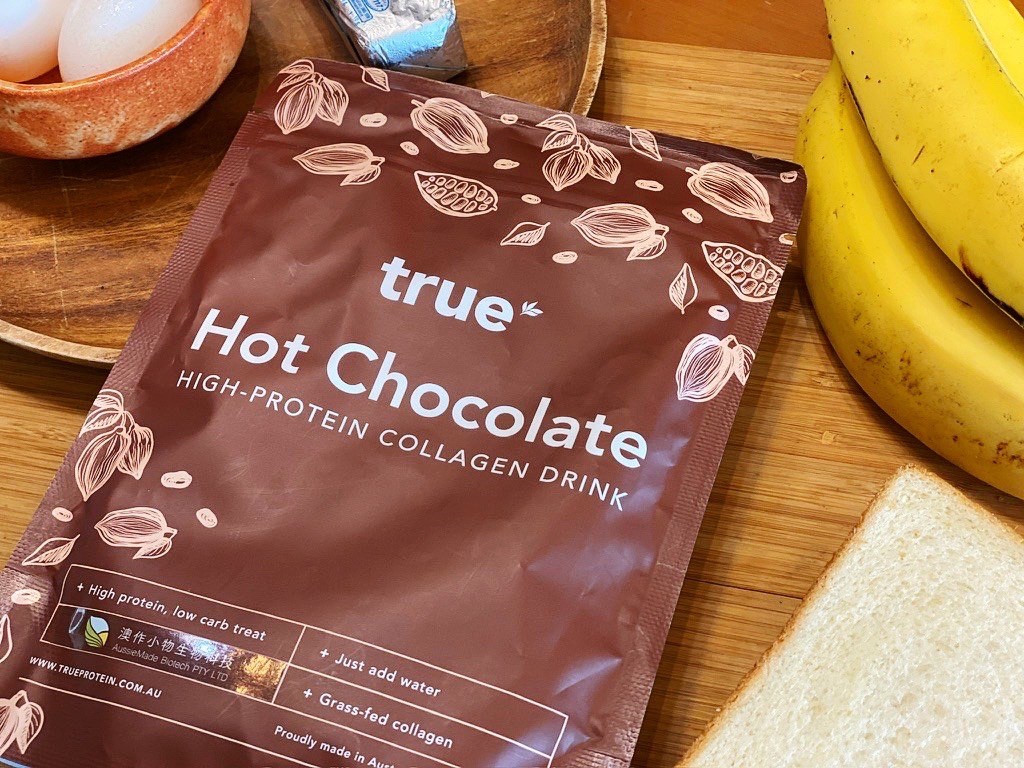 true
Hot Chocolate
HIGH-PROTEIN COLLAGEN DRINK
+ High protein, low carb treat
澳作小物生物科技
AussieMade Biotech PTY LTD
+ Just add water
+ Grass-fed collagen
WWW.TRUEPROTEIN.COM.AU
Proudly made in